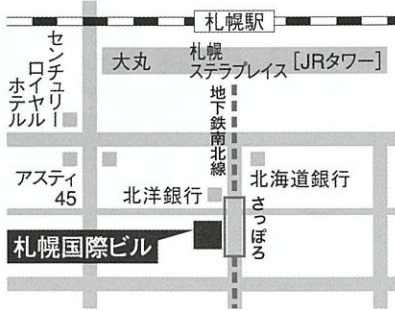 札幌駅
センチュリー
ロイヤル
ホテル
大丸
札幌
ステラプレイス
[JRタワー]
地下鉄南北線
アスティ
45
北洋銀行
北海道銀行
さっぽろ
札幌国際ビル